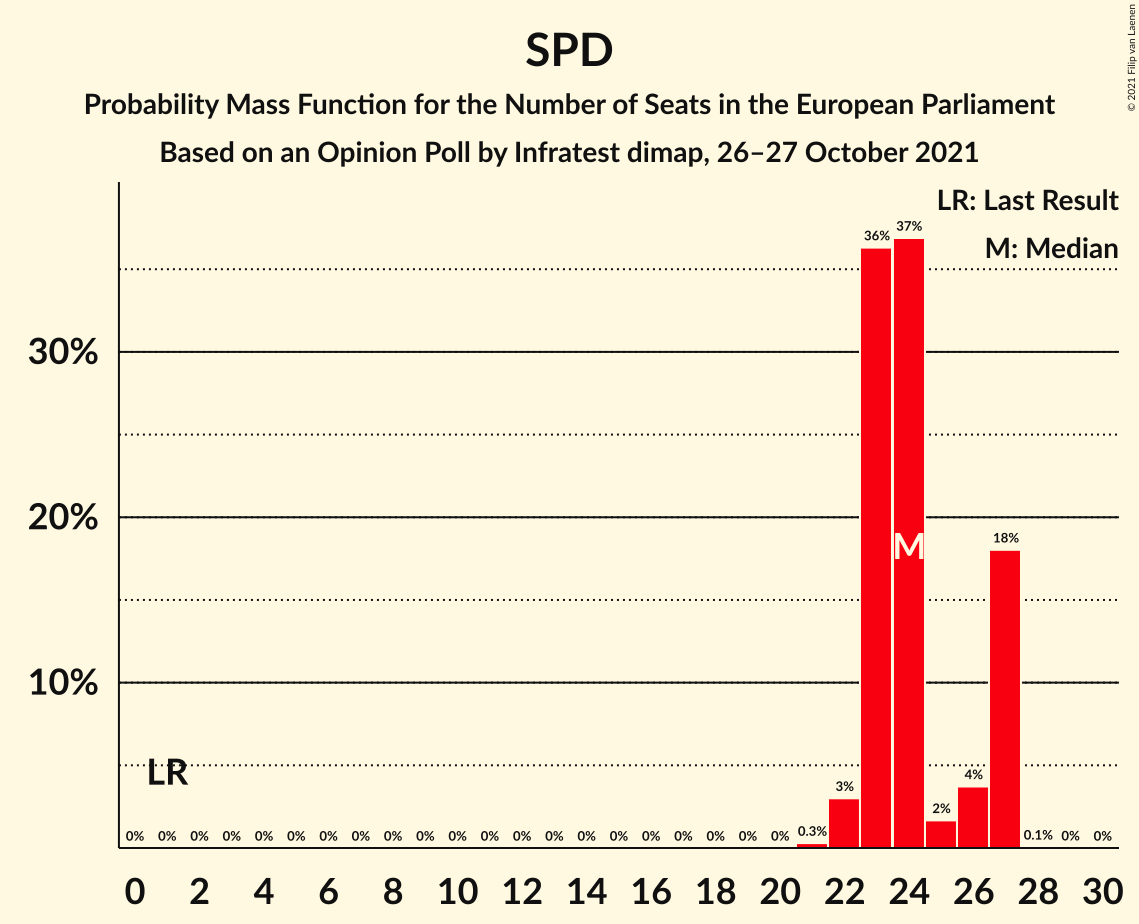 SPD
Probability Mass Function for the Number of Seats in the European Parliament
Based on an Opinion Poll by Infratest dimap, 26–27 October 2021
© 2021 Filip van Laenen
LR: Last Result
M: Median
30%
20%
10%
LR
M
0% 0% 0% 0% 0% 0% 0% 0% 0% 0% 0% 0% 0% 0% 0% 0% 0% 0% 0% 0% 0% 0.3% 3% 36% 37% 2% 4% 18% 0.1% 0% 0%
0 2 4 6 8 10 12 14 16 18 20 22 24 26 28 30